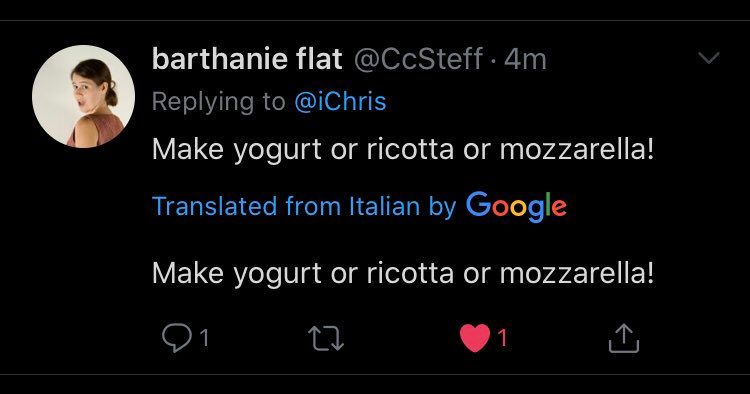 barthanie flat @CcSteff · 4m
Replying to @iChris
Make yogurt or ricotta or mozzarella!
Translated from Italian by Google
Make yogurt or ricotta or mozzarella!
1 1